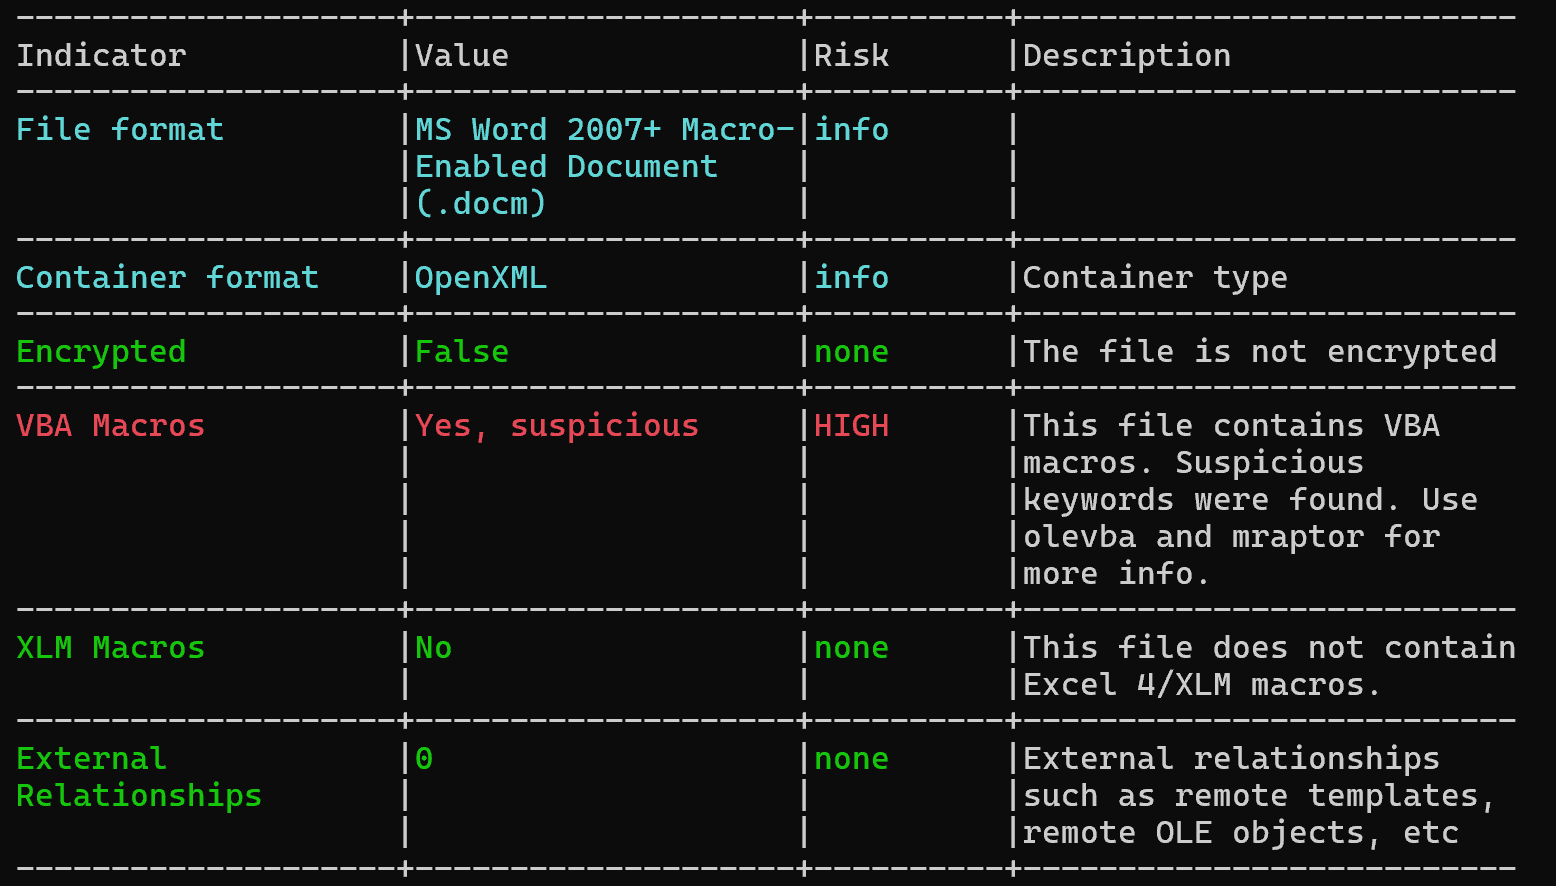 --------------------+--------------------+----------+--------------------------
Indicator           |Value               |Risk      |Description
--------------------+--------------------+----------+--------------------------
File format         |MS Word 2007+ Macro-|info      |
                    |Enabled Document    |          |
                    |(.docm)             |          |
--------------------+--------------------+----------+--------------------------
Container format    |OpenXML             |info      |Container type
--------------------+--------------------+----------+--------------------------
Encrypted           |False               |none      |The file is not encrypted
--------------------+--------------------+----------+--------------------------
VBA Macros          |Yes, suspicious     |HIGH      |This file contains VBA
                    |                    |          |macros. Suspicious
                    |                    |          |keywords were found. Use
                    |                    |          |olevba and mraptor for
                    |                    |          |more info.
--------------------+--------------------+----------+--------------------------
XLM Macros          |No                  |none      |This file does not contain
                    |                    |          |Excel 4/XLM macros.
--------------------+--------------------+----------+--------------------------
External            |0                   |none      |External relationships
Relationships       |                    |          |such as remote templates,
                    |                    |          |remote OLE objects, etc
--------------------+--------------------+----------+--------------------------